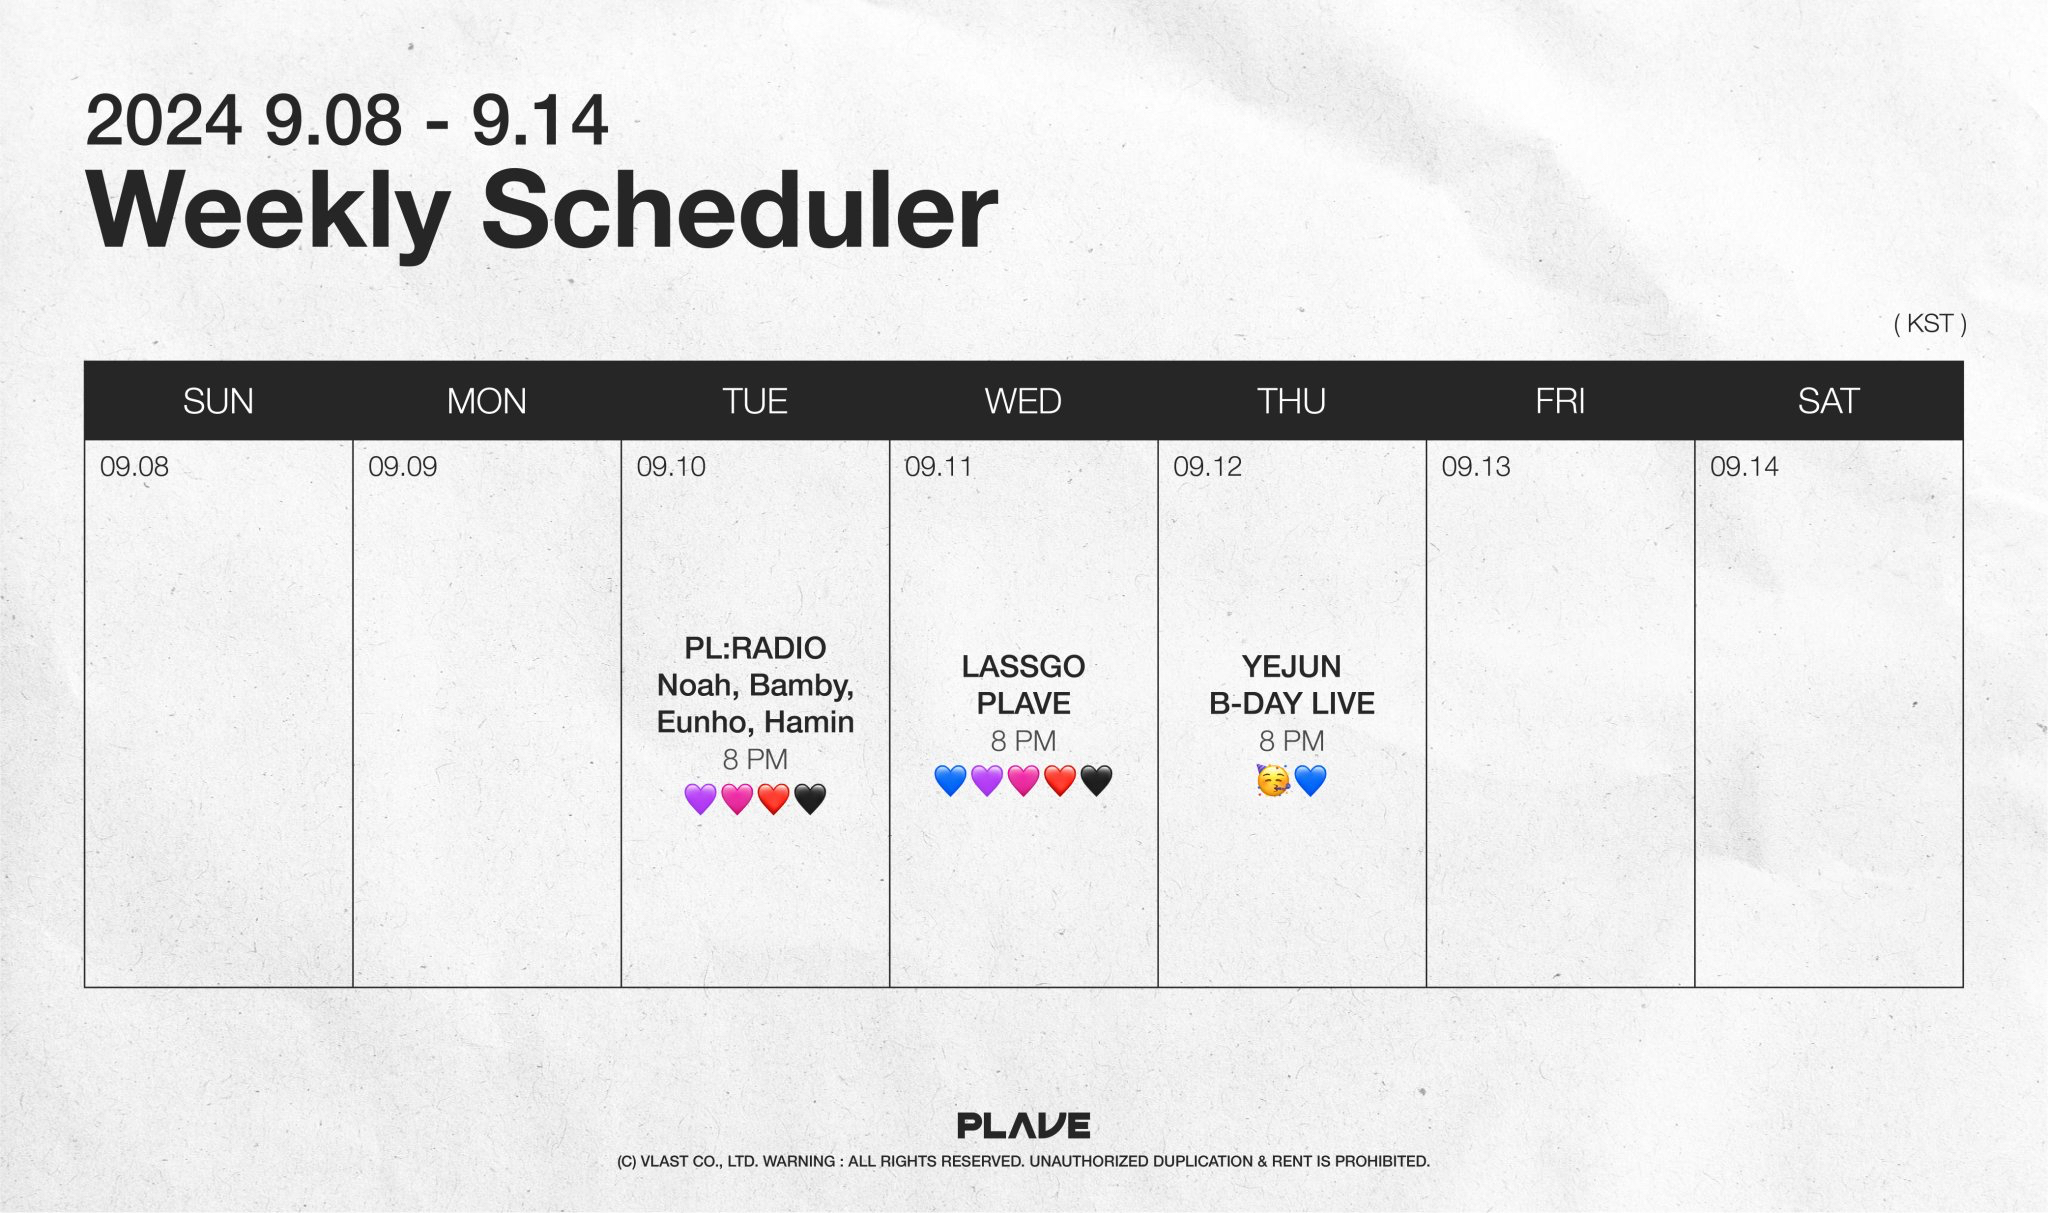 2024 9.08 - 9.14
Weekly Scheduler
( KST )
SUN MON TUE WED THU FRI SAT
09.08 09.09 09.10 09.11 09.12 09.13 09.14
PL:RADIO
Noah, Bamby,
Eunho, Hamin
8 PM
💜🩷❤️🖤
LASSGO
PLAVE
8 PM
💙💜🩷❤️🖤
YEJUN
B-DAY LIVE
8 PM
🥳💙
PLAVE
(C) VLAST CO., LTD. WARNING : ALL RIGHTS RESERVED. UNAUTHORIZED DUPLICATION & RENT IS PROHIBITED.